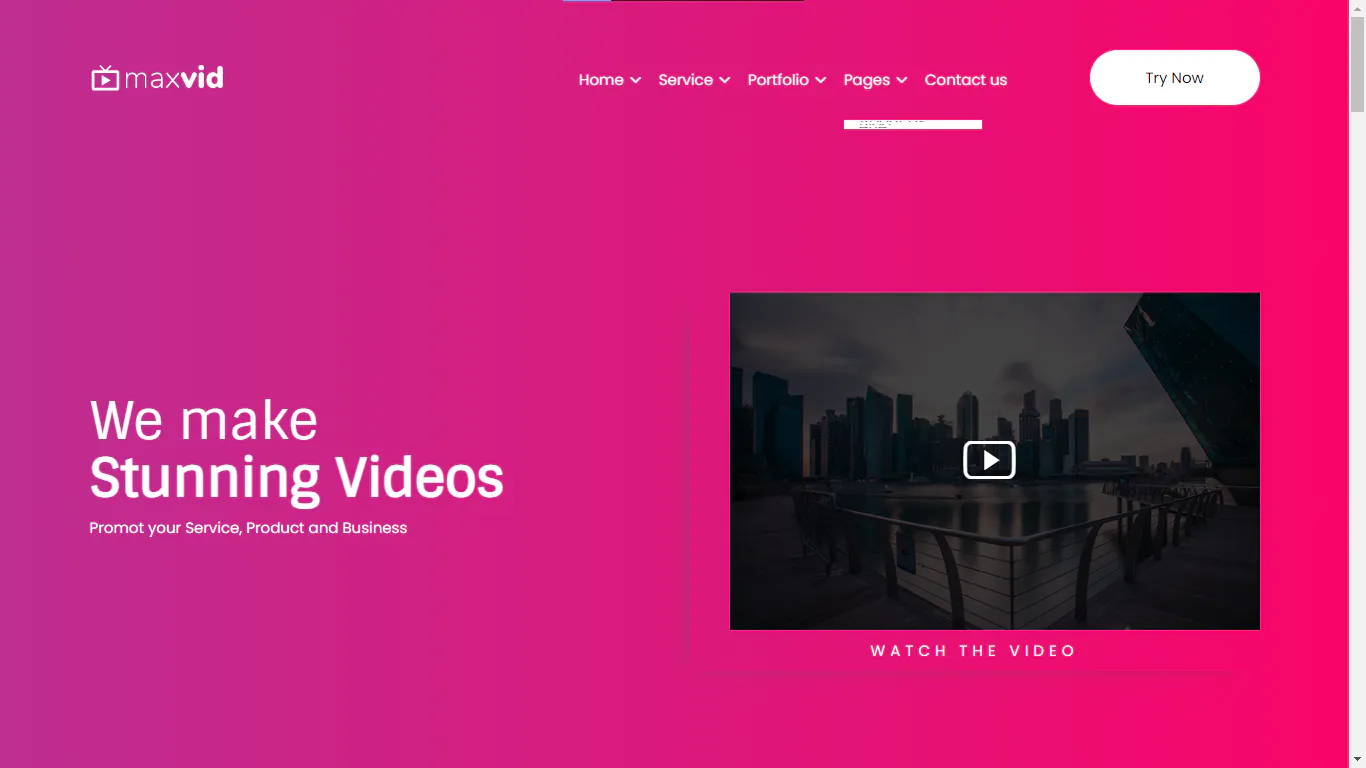 maxvid
Home Service Portfolio Pages Contact us
Try Now
We make
Stunning Videos
Promot your Service, Product and Business
WATCH THE VIDEO